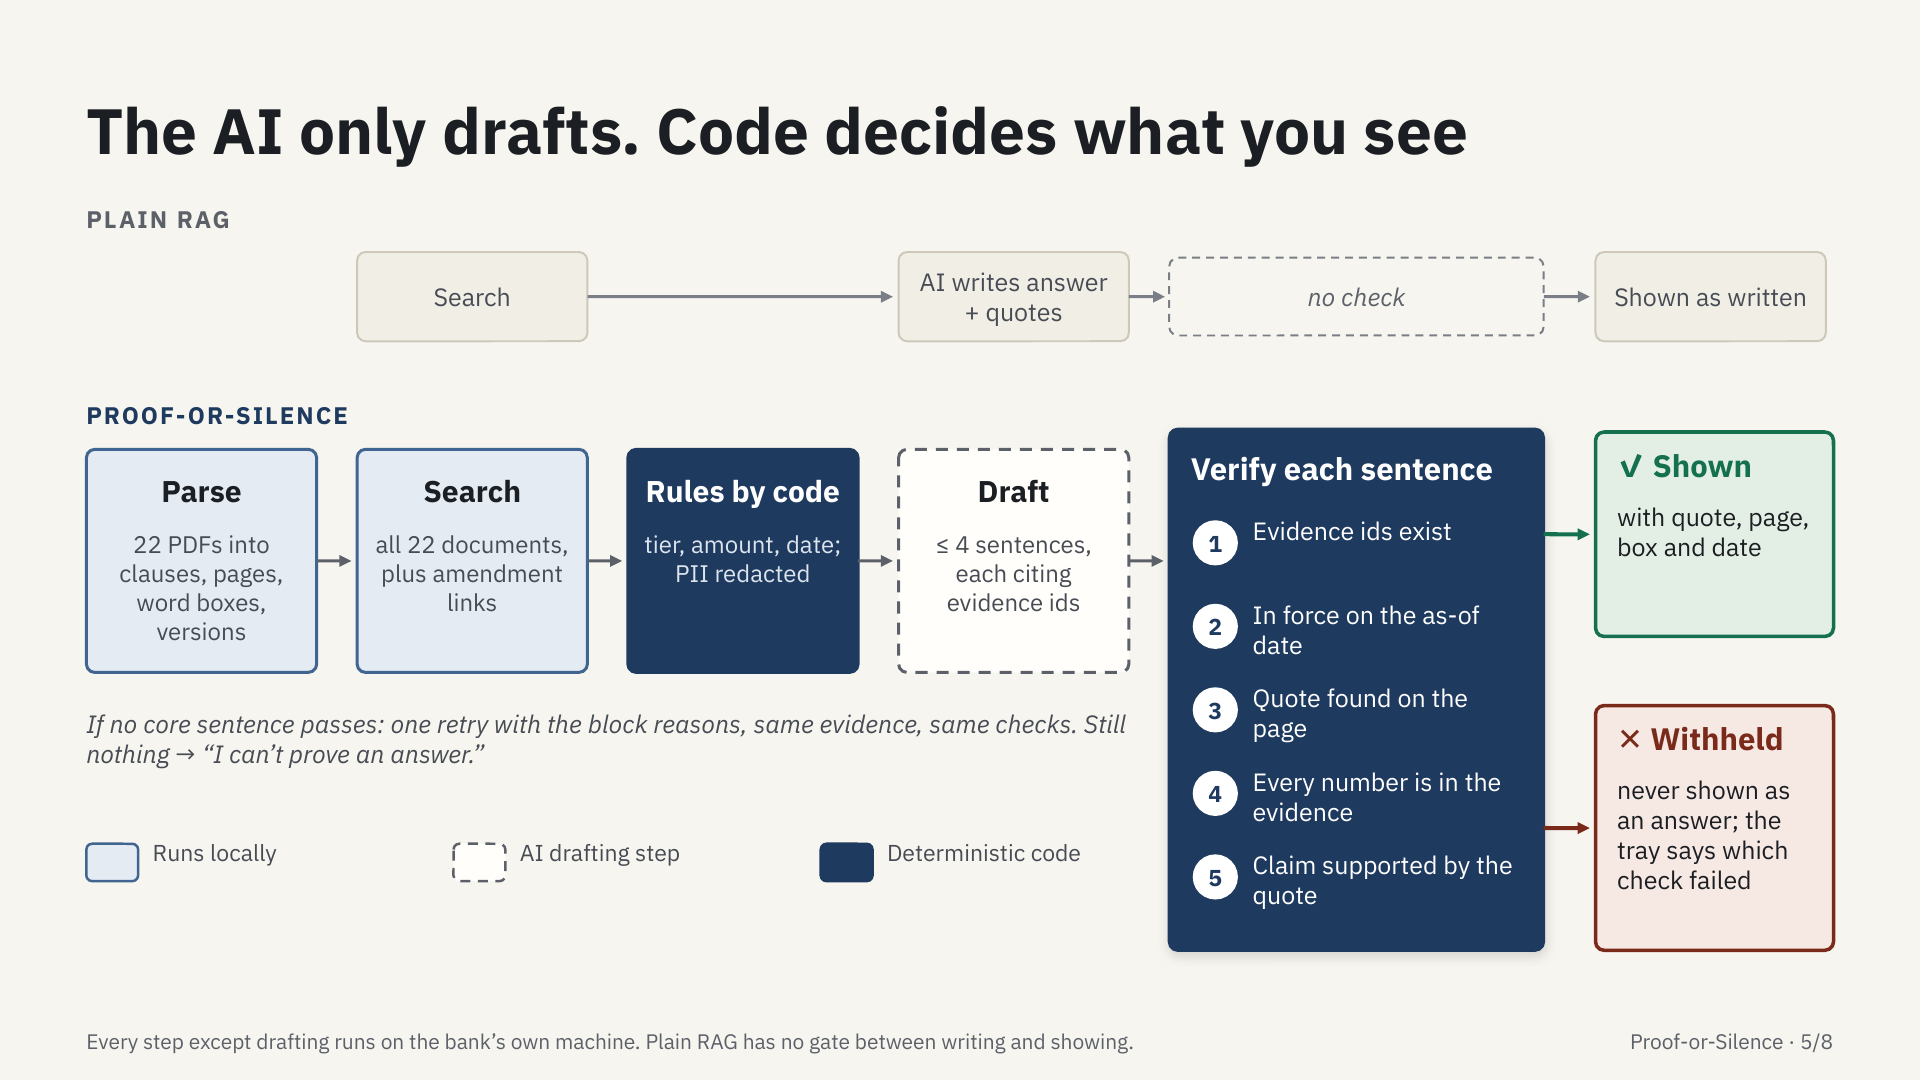 The AI only drafts. Code decides what you see
PLAIN RAG
Search
AI writes answer
+ quotes
no check
Shown as written
PROOF-OR-SILENCE
Parse
22 PDFs into
clauses, pages,
word boxes,
versions
Search
all 22 documents,
plus amendment
links
Rules by code
tier, amount, date;
PII redacted
Draft
≤ 4 sentences,
each citing
evidence ids
Verify each sentence
1 Evidence ids exist
2 In force on the as-of
date
3 Quote found on the
page
4 Every number is in the
evidence
5 Claim supported by the
quote
✓ Shown
with quote, page,
box and date
✕ Withheld
never shown as
an answer; the
tray says which
check failed
If no core sentence passes: one retry with the block reasons, same evidence, same checks. Still
nothing → “I can’t prove an answer.”
Runs locally
AI drafting step
Deterministic code
Every step except drafting runs on the bank’s own machine. Plain RAG has no gate between writing and showing.
Proof-or-Silence · 5/8